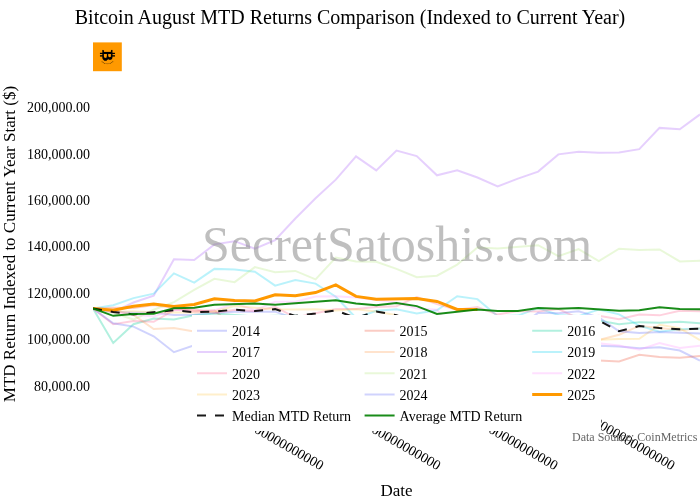 Bitcoin August MTD Returns Comparison (Indexed to Current Year)
MTD Return Indexed to Current Year Start ($)
200,000.00
180,000.00
160,000.00
140,000.00
120,000.00
100,000.00
80,000.00
SecretSatoshis.com
2014 2015 2016
2017 2018 2019
2020 2021 2022
2023 2024 2025
Median MTD Return Average MTD Return
Data Source: CoinMetrics
Date